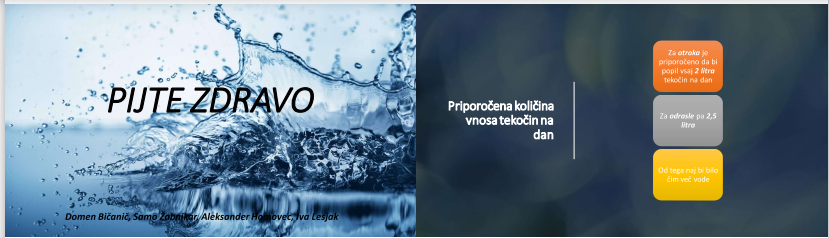 PIJTE ZDRAVO
Domen Bičanič, Samo Žabnikar, Aleksander Hojsovec, Iva Lesjak
Priporočena količina
vnosa tekočin na
dan
Za otroka je
priporočeno da bi
popil vsaj 2 litra
tekočin na dan
Za odrasle pa 2,5
litra
Od tega naj bi bilo
čim več vode